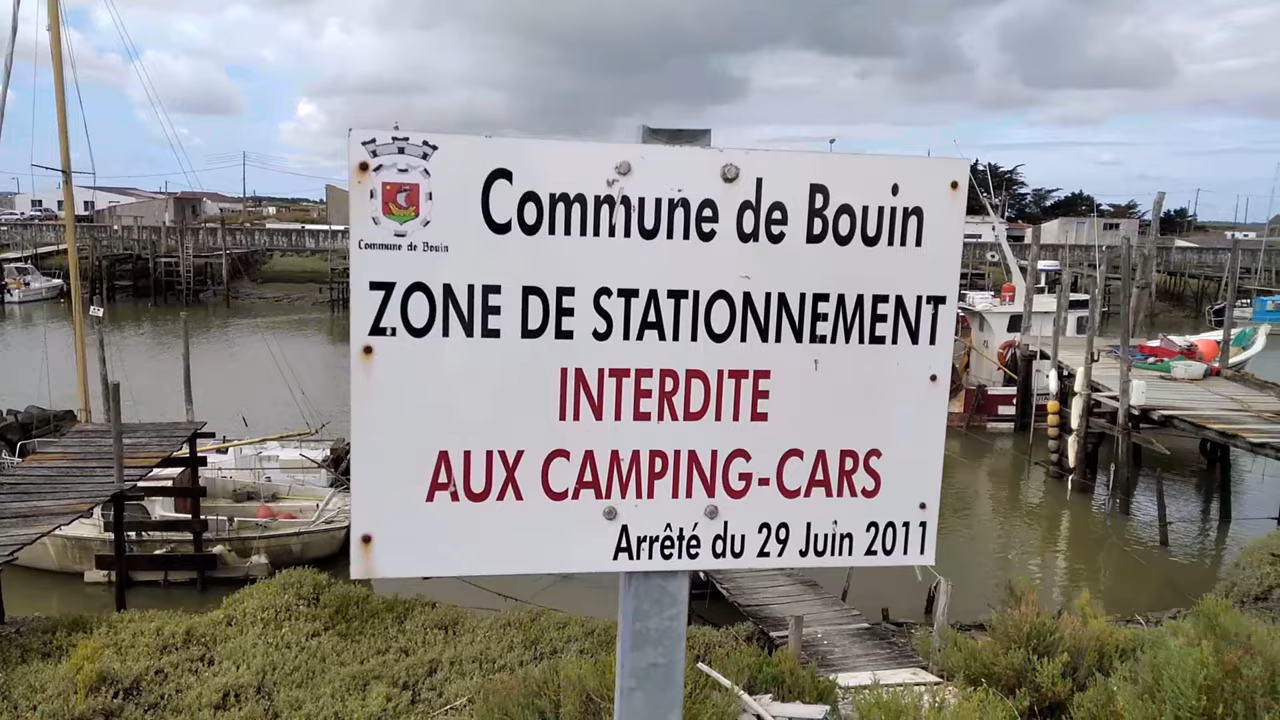 Commune de Bouin
Commune de Bouin
ZONE DE STATIONNEMENT
INTERDITE
AUX CAMPING-CARS
Arrêté du 29 Juin 2011